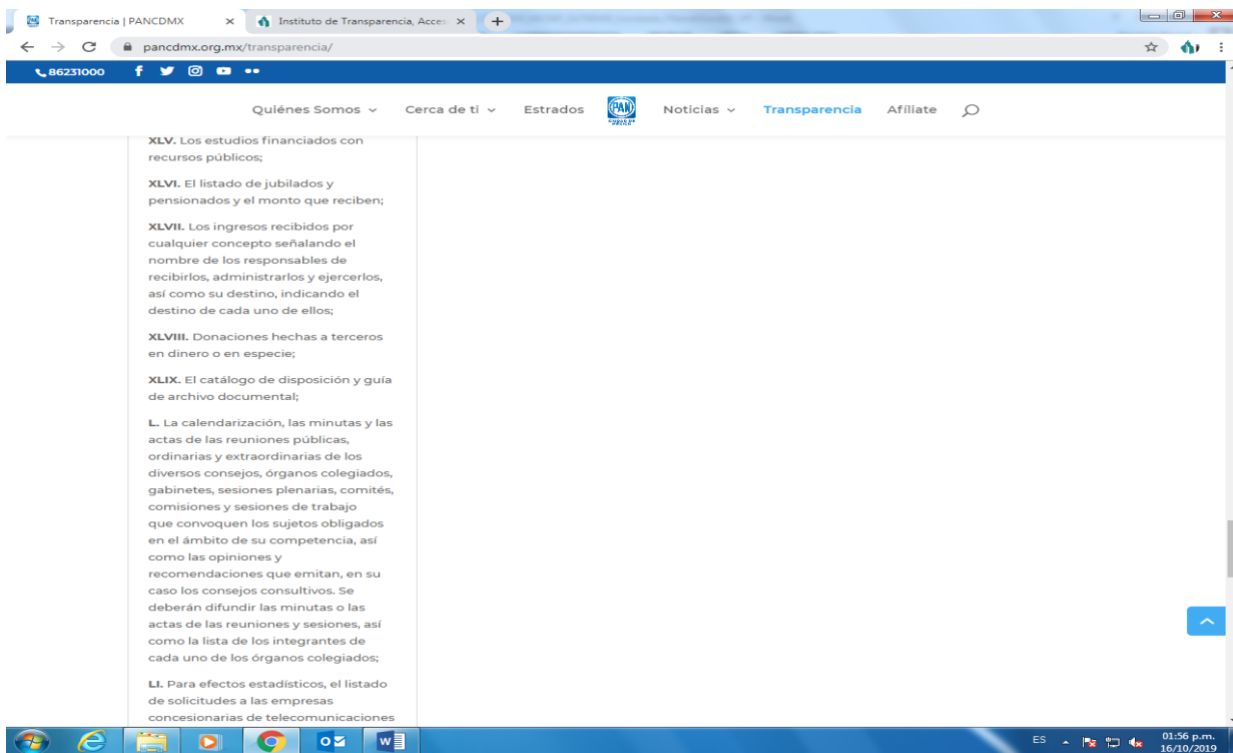 Transparencia | PANCDMX
Instituto de Transparencia, Acces
pancdmx.org.mx/transparencia/
86231000
Quiénes Somos
Cerca de ti
Estrados
PAN
Noticias
Transparencia
Afíliate
XLV. Los estudios financiados con
recursos públicos;
XLVI. El listado de jubilados y
pensionados y el monto que reciben;
XLVII. Los ingresos recibidos por
cualquier concepto señalando el
nombre de los responsables de
recibirlos, administrarlos y ejercerlos,
así como su destino, indicando el
destino de cada uno de ellos;
XLVIII. Donaciones hechas a terceros
en dinero o en especie;
XLIX. El catálogo de disposición y guía
de archivo documental;
L. La calendarización, las minutas y las
actas de las reuniones públicas,
ordinarias y extraordinarias de los
diversos consejos, órganos colegiados,
gabinetes, sesiones plenarias, comités,
comisiones y sesiones de trabajo
que convoquen los sujetos obligados
en el ámbito de su competencia, así
como las opiniones y
recomendaciones que emitan, en su
caso los consejos consultivos. Se
deberán difundir las minutas o las
actas de las reuniones y sesiones, así
como la lista de los integrantes de
cada uno de los órganos colegiados;
LI. Para efectos estadísticos, el listado
de solicitudes a las empresas
concesionarias de telecomunicaciones
ES
01:56 p.m.
16/10/2019